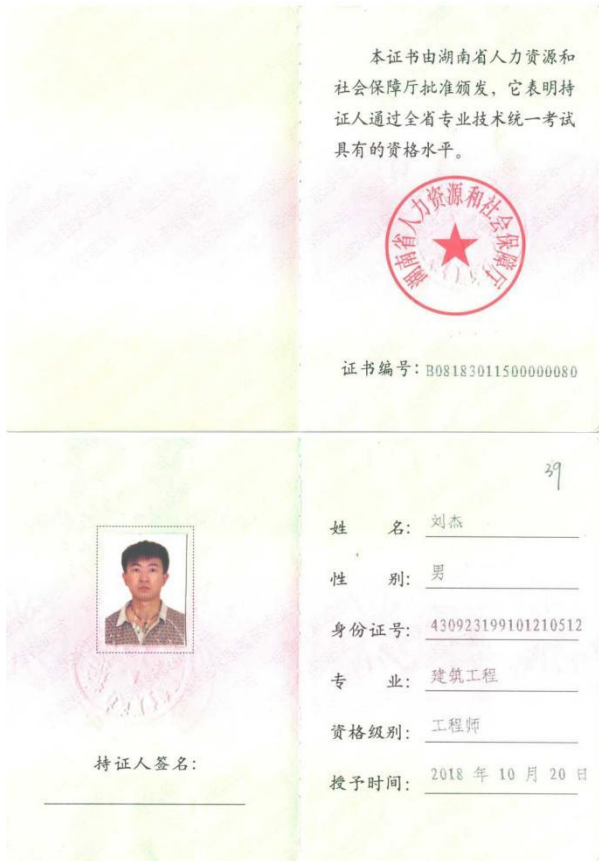 本证书由湖南省人力资源和
社会保障厅批准颁发，它表明持
证人通过全省专业技术统一考试
具有的资格水平。
湖南省人力资源和社会保障厅
证书编号：B08183011500000080
39
姓名：刘杰
性别：男
身份证号：430923199101210512
专业：建筑工程
资格级别：工程师
授予时间：2018 年 10 月 20 日
持证人签名：